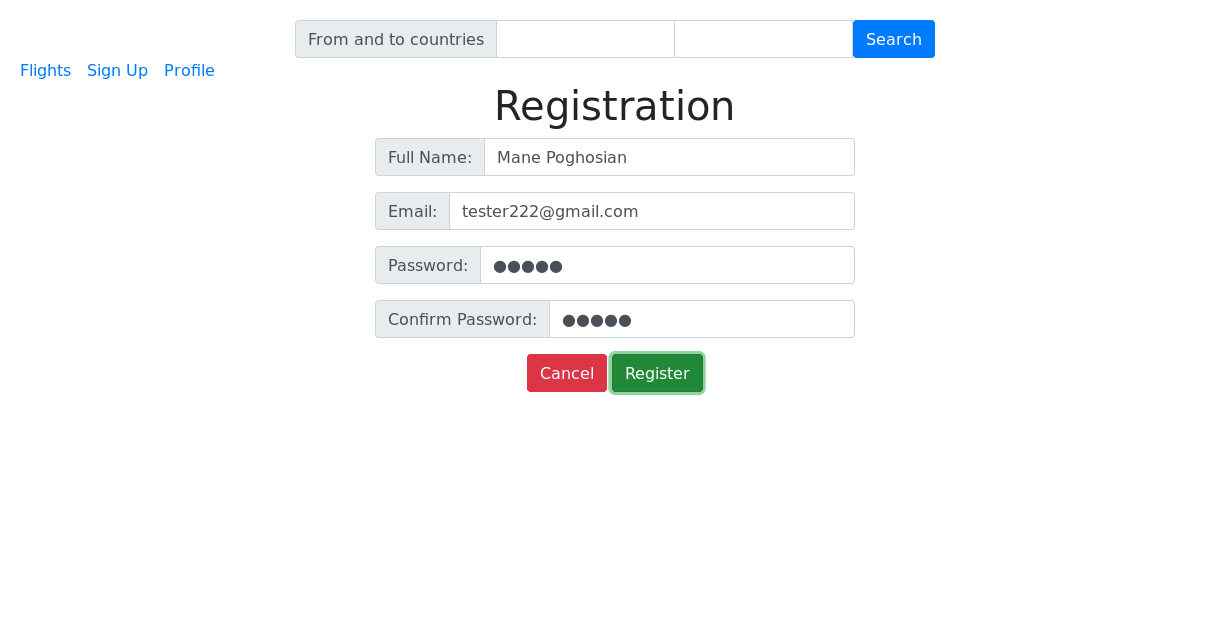 From and to countries Search
Flights Sign Up Profile
Registration
Full Name: Mane Poghosian
Email: tester222@gmail.com
Password: ●●●●●
Confirm Password: ●●●●●
Cancel Register